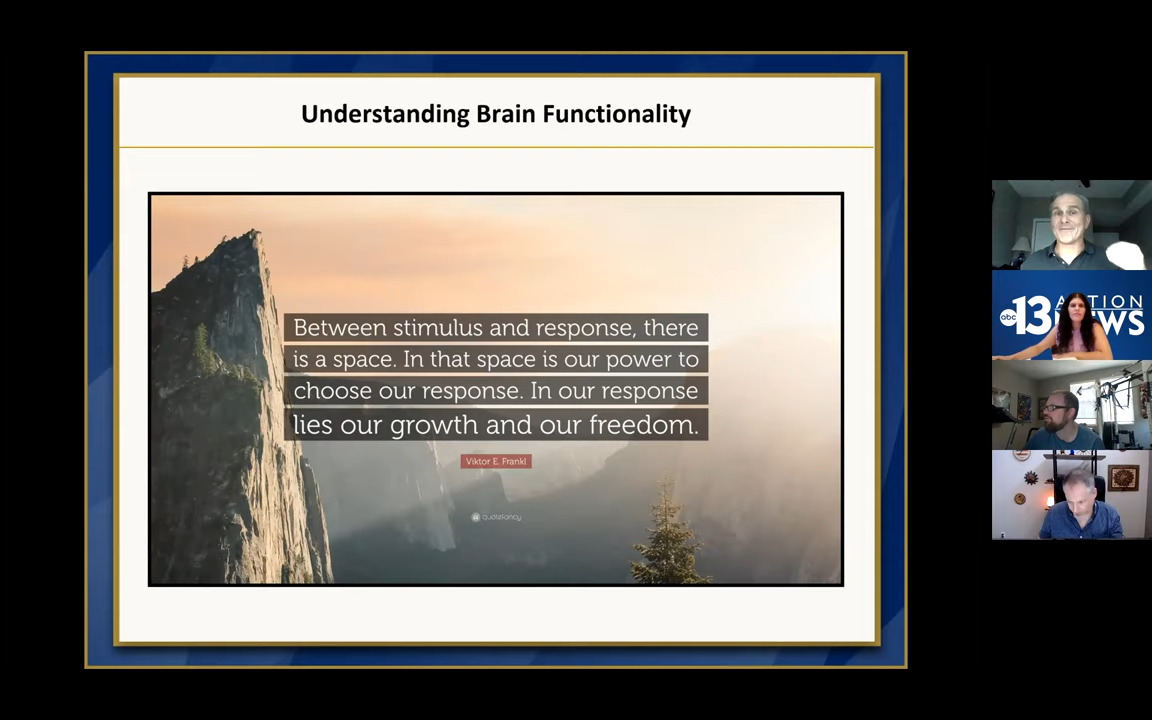 Understanding Brain Functionality
Between stimulus and response, there
is a space. In that space is our power to
choose our response. In our response
lies our growth and our freedom.
Viktor E. Frankl
quotefancy
abc 13 ACTION
NEWS